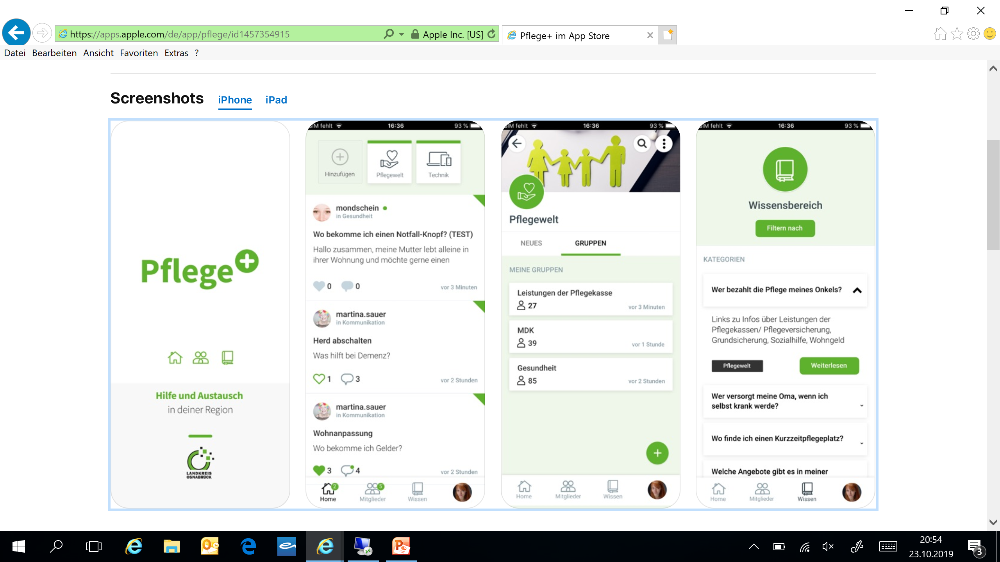 https://apps.apple.com/de/app/pflege/id1457354915
Apple Inc. [US]
Pflege+ im App Store
Datei Bearbeiten Ansicht Favoriten Extras ?
Screenshots iPhone iPad
Pflege+
Hilfe und Austausch
in deiner Region
LANDKREIS
OSNABRÜCK
SIM fehlt 16:36 93 %
Hinzufügen Pflegewelt Technik
mondschein
in Gesundheit
Wo bekomme ich einen Notfall-Knopf? (TEST)
Hallo zusammen, meine Mutter lebt alleine in
ihrer Wohnung und möchte gerne einen
0 0 vor 3 Minuten
martina.sauer
in Kommunikation
Herd abschalten
Was hilft bei Demenz?
1 3 vor 2 Stunden
martina.sauer
in Kommunikation
Wohnanpassung
Wo bekomme ich Gelder?
3 4 vor 2 Stunden
2 5
Home Mitglieder Wissen
SIM fehlt 16:36 93 %
Pflegewelt
NEUES GRUPPEN
MEINE GRUPPEN
Leistungen der Pflegekasse
27 vor 3 Minuten
MDK
39 vor 1 Stunde
Gesundheit
85 vor 2 Stunden
Home Mitglieder Wissen
SIM fehlt 16:36 93 %
Wissensbereich
Filtern nach
KATEGORIEN
Wer bezahlt die Pflege meines Onkels?
Links zu Infos über Leistungen der
Pflegekassen/ Pflegeversicherung,
Grundsicherung, Sozialhilfe, Wohngeld
Pflegewelt Weiterlesen
Wer versorgt meine Oma, wenn ich
selbst krank werde?
Wo finde ich einen Kurzzeitpflegeplatz?
Welche Angebote gibt es in meiner
Home Mitglieder Wissen
20:54
23.10.2019
3